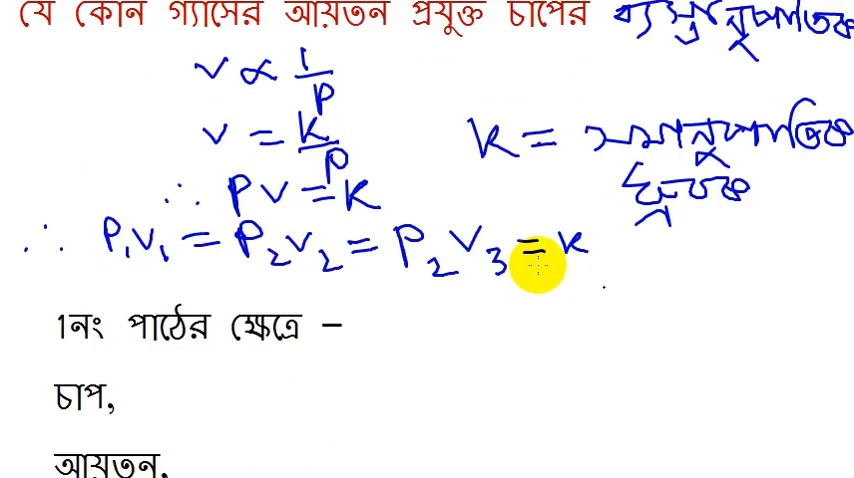 যে কোন গ্যাসের আয়তন প্রযুক্ত চাপের ব্যস্তানুপাতিক
V ∝ 1/P
V = K/P
K = সমানুপাতিক ধ্রুবক
∴ PV = K
∴ P₁V₁ = P₂V₂ = P₂V₃ = K
1নং পাঠের ক্ষেত্রে –
চাপ,
আয়তন,